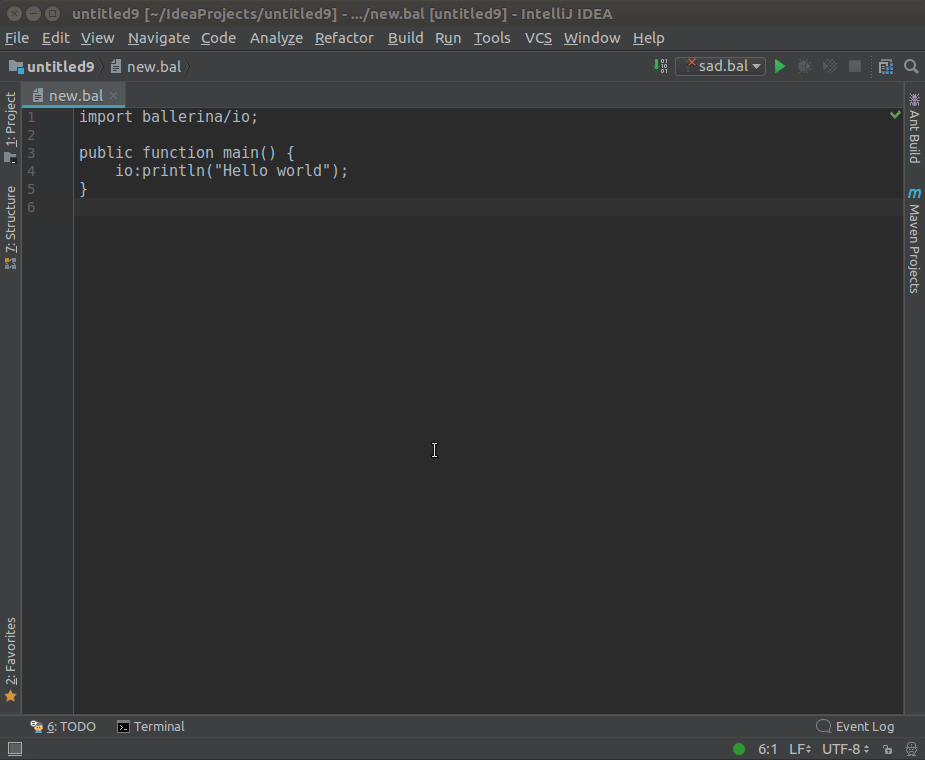 untitled9 [~/IdeaProjects/untitled9] - .../new.bal [untitled9] - IntelliJ IDEA
File Edit View Navigate Code Analyze Refactor Build Run Tools VCS Window Help
untitled9 new.bal sad.bal
new.bal
1 import ballerina/io;
2
3 public function main() {
4     io:println("Hello world");
5 }
6
1: Project
7: Structure
2: Favorites
Ant Build
m Maven Projects
6: TODO Terminal Event Log
6:1 LF UTF-8